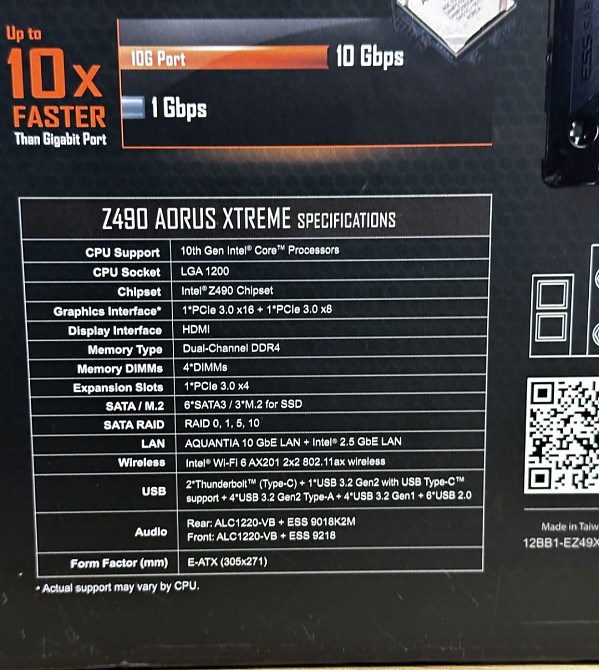 Up to
10x
FASTER
Than Gigabit Port
10G Port 10 Gbps
1 Gbps
ESS
Z490 AORUS XTREME SPECIFICATIONS
CPU Support 10th Gen Intel® Core™ Processors
CPU Socket LGA 1200
Chipset Intel® Z490 Chipset
Graphics Interface* 1*PCIe 3.0 x16 + 1*PCIe 3.0 x8
Display Interface HDMI
Memory Type Dual-Channel DDR4
Memory DIMMs 4*DIMMs
Expansion Slots 1*PCIe 3.0 x4
SATA / M.2 6*SATA3 / 3*M.2 for SSD
SATA RAID RAID 0, 1, 5, 10
LAN AQUANTIA 10 GbE LAN + Intel® 2.5 GbE LAN
Wireless Intel® Wi-Fi 6 AX201 2x2 802.11ax wireless
USB 2*Thunderbolt™ (Type-C) + 1*USB 3.2 Gen2 with USB Type-C™
support + 4*USB 3.2 Gen2 Type-A + 4*USB 3.2 Gen1 + 6*USB 2.0
Audio Rear: ALC1220-VB + ESS 9018K2M
Front: ALC1220-VB + ESS 9218
Form Factor (mm) E-ATX (305x271)
* Actual support may vary by CPU.
Made in Taiw
12BB1-EZ49X